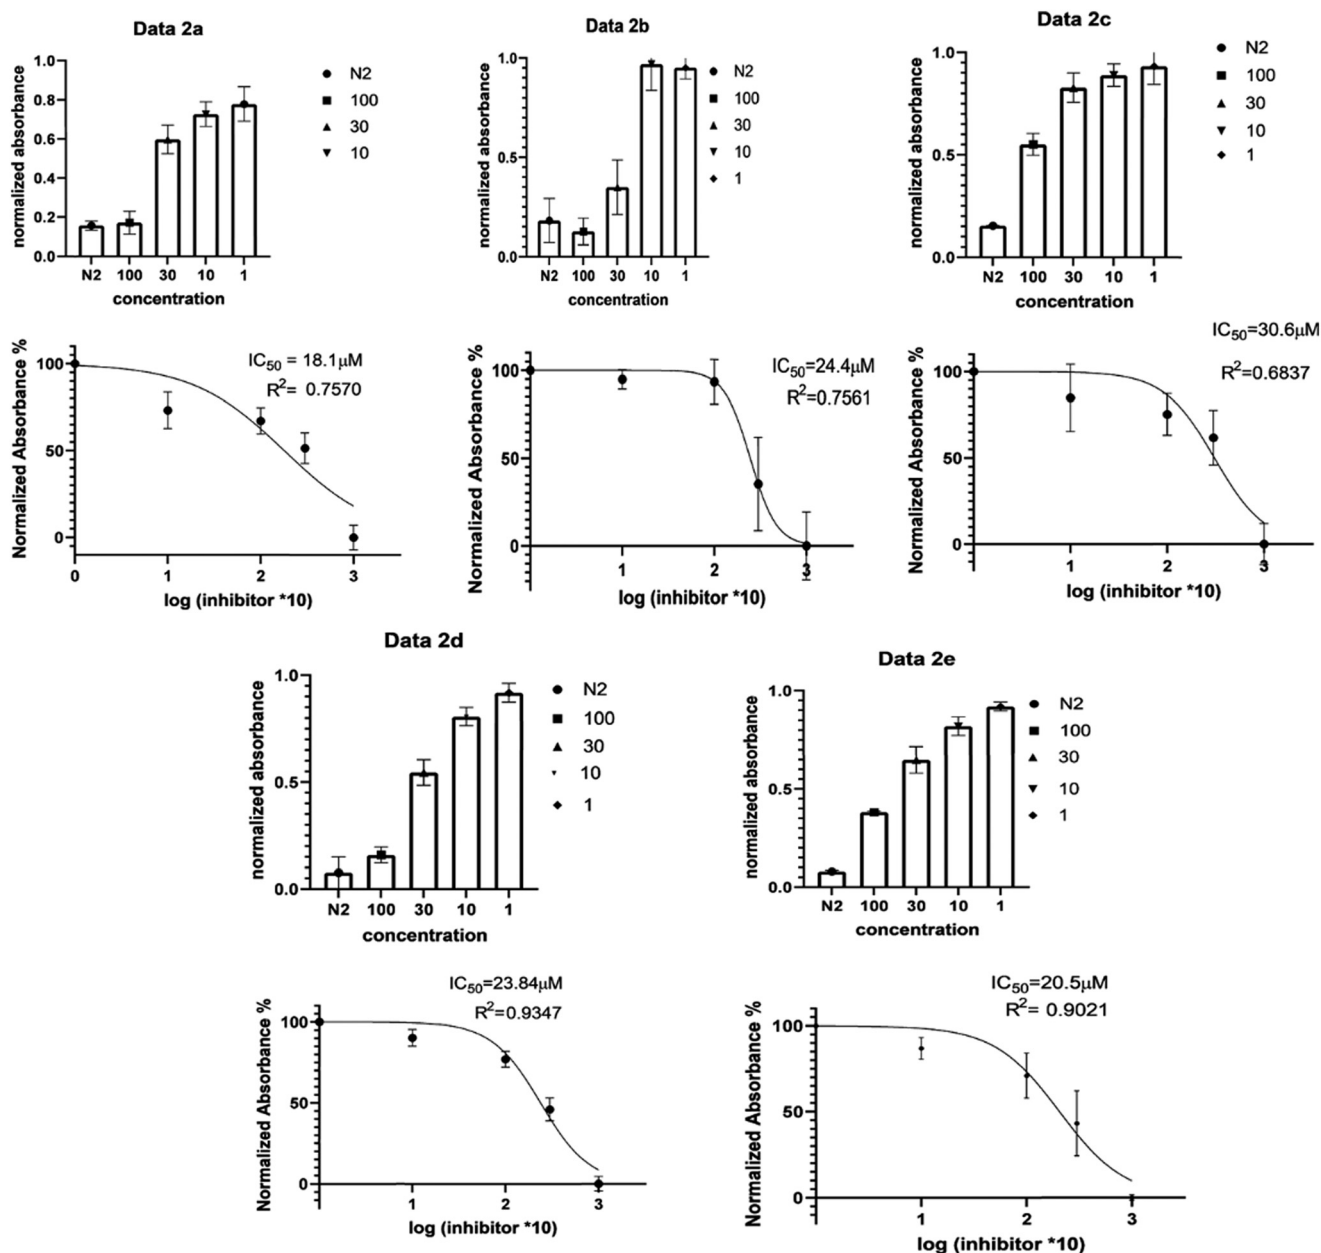 Data 2a
normalized absorbance
1.0
0.8
0.6
0.4
0.2
0.0
N2 100 30 10 1
concentration
N2
100
30
10
Data 2b
normalized absorbance
1.0
0.5
0.0
N2 100 30 10 1
concentration
N2
100
30
10
1
Data 2c
normalized absorbance
1.0
0.5
0.0
N2 100 30 10 1
concentration
N2
100
30
10
1
Normalized Absorbance %
100
50
0
IC50 = 18.1μM
R2= 0.7570
0 1 2 3
log (inhibitor *10)
Normalized Absorbance %
100
50
0
IC50=24.4μM
R2=0.7561
1 2 3
log (inhibitor *10)
Normalized Absorbance %
100
50
0
IC50=30.6μM
R2=0.6837
1 2 3
log (inhibitor *10)
Data 2d
normalized absorbance
1.0
0.5
0.0
N2 100 30 10 1
concentration
N2
100
30
10
1
Data 2e
normalized absorbance
1.0
0.5
0.0
N2 100 30 10 1
concentration
N2
100
30
10
1
Normalized Absorbance %
100
50
0
IC50=23.84μM
R2=0.9347
1 2 3
log (inhibitor *10)
Normalized Absorbance %
100
50
0
IC50=20.5μM
R2= 0.9021
1 2 3
log (inhibitor *10)